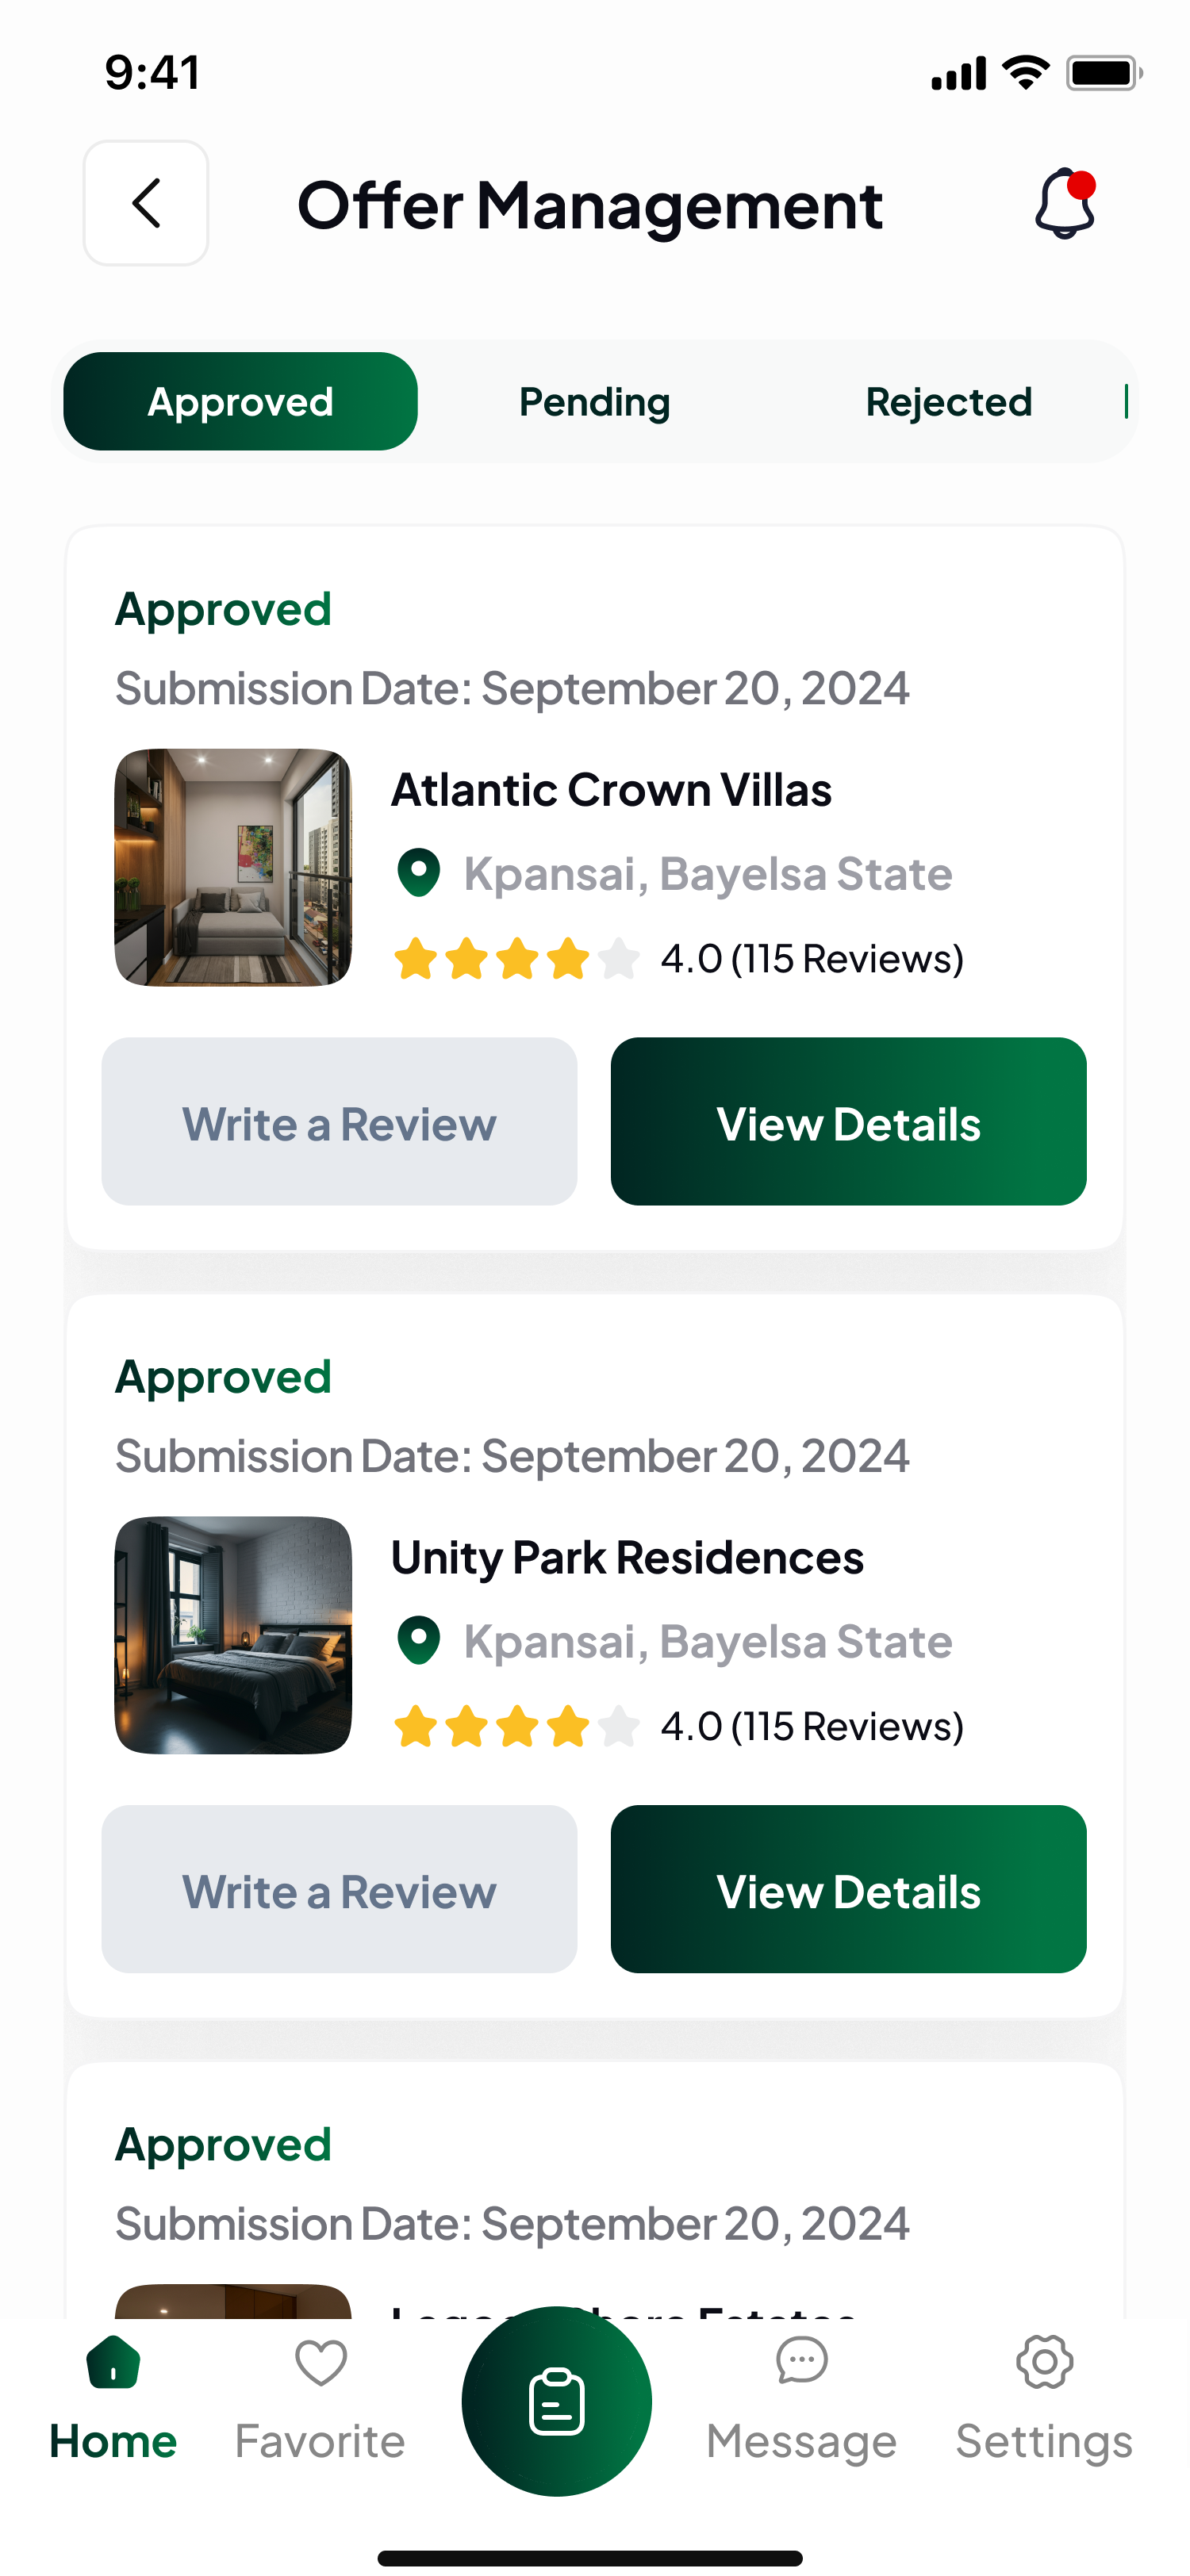 9:41
Offer Management
Approved Pending Rejected
Approved
Submission Date: September 20, 2024
Atlantic Crown Villas
Kpansai, Bayelsa State
4.0 (115 Reviews)
Write a Review View Details
Approved
Submission Date: September 20, 2024
Unity Park Residences
Kpansai, Bayelsa State
4.0 (115 Reviews)
Write a Review View Details
Approved
Submission Date: September 20, 2024
Home Favorite Message Settings